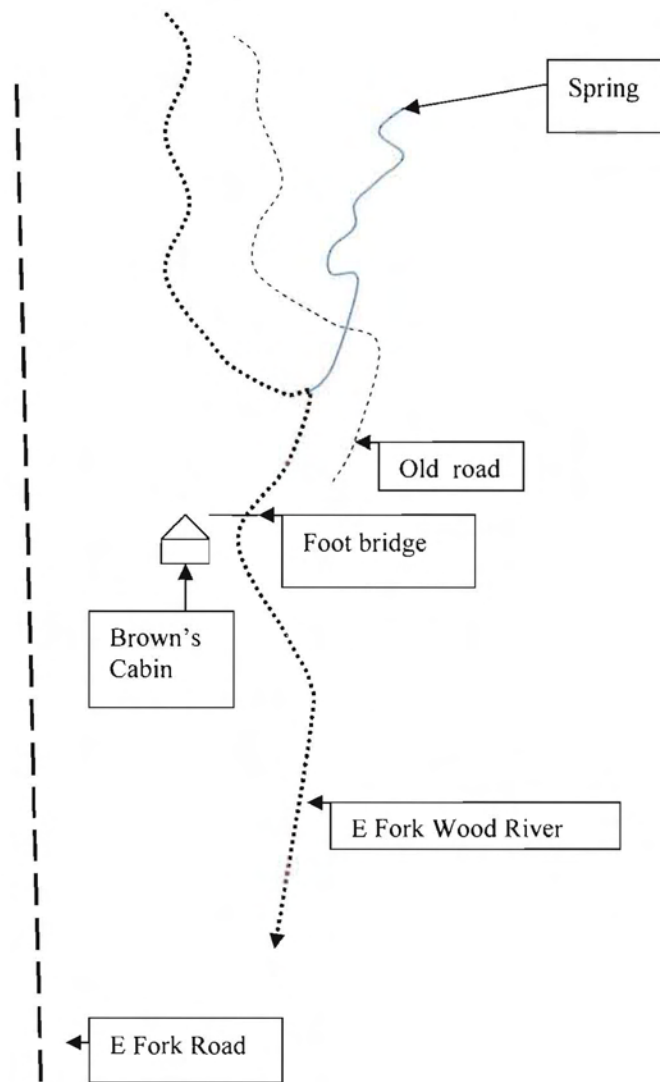 Spring
Old road
Foot bridge
Brown's
Cabin
E Fork Wood River
E Fork Road